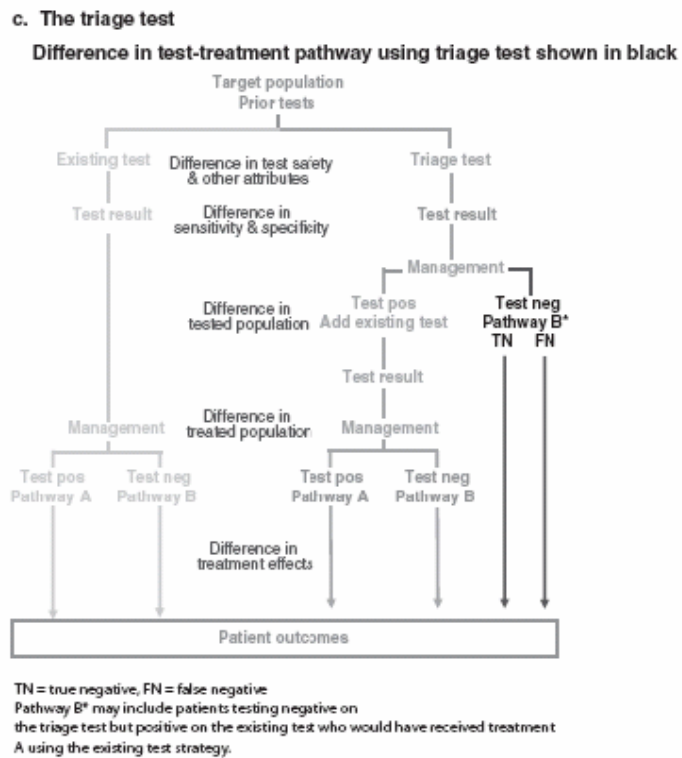 c. The triage test
Difference in test-treatment pathway using triage test shown in black
Target population
Prior tests
Existing test
Difference in test safety
& other attributes
Triage test
Test result
Difference in
sensitivity & specificity
Test result
Management
Difference in
tested population
Test pos
Add existing test
Test neg
Pathway B*
TN FN
Test result
Management
Difference in
treated population
Management
Test pos
Pathway A
Test neg
Pathway B
Test pos
Pathway A
Test neg
Pathway B
Difference in
treatment effects
Patient outcomes
TN = true negative, FN = false negative
Pathway B* may include patients testing negative on
the triage test but positive on the existing test who would have received treatment
A using the existing test strategy.